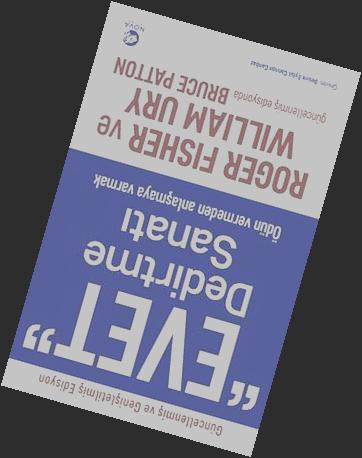 Güncellenmiş ve Genişletilmiş Edisyon
"EVET"
Dedirtme
Sanatı
Ödün vermeden anlaşmaya varmak
ROGER FISHER ve
WILLIAM URY
güncellenmiş edisyonda BRUCE PATTON
NOVA